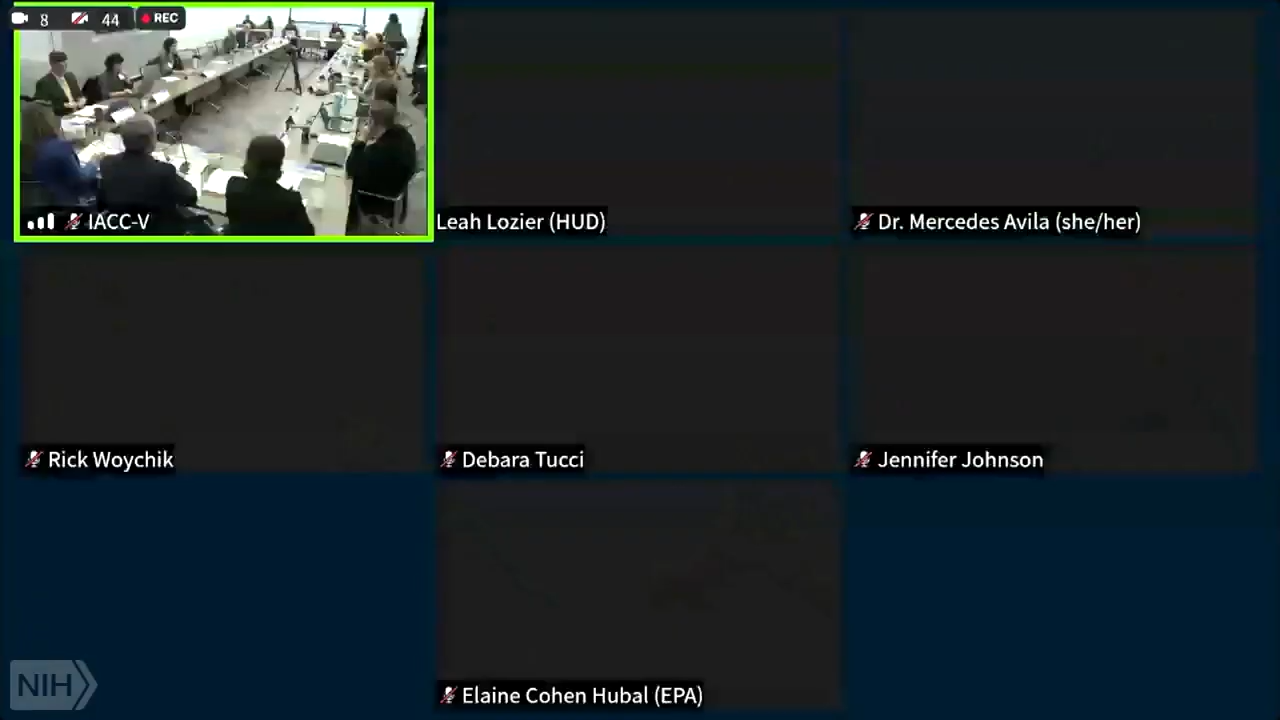 8 44 REC
IACC-V
Leah Lozier (HUD)
Dr. Mercedes Avila (she/her)
Rick Woychik
Debara Tucci
Jennifer Johnson
Elaine Cohen Hubal (EPA)
NIH